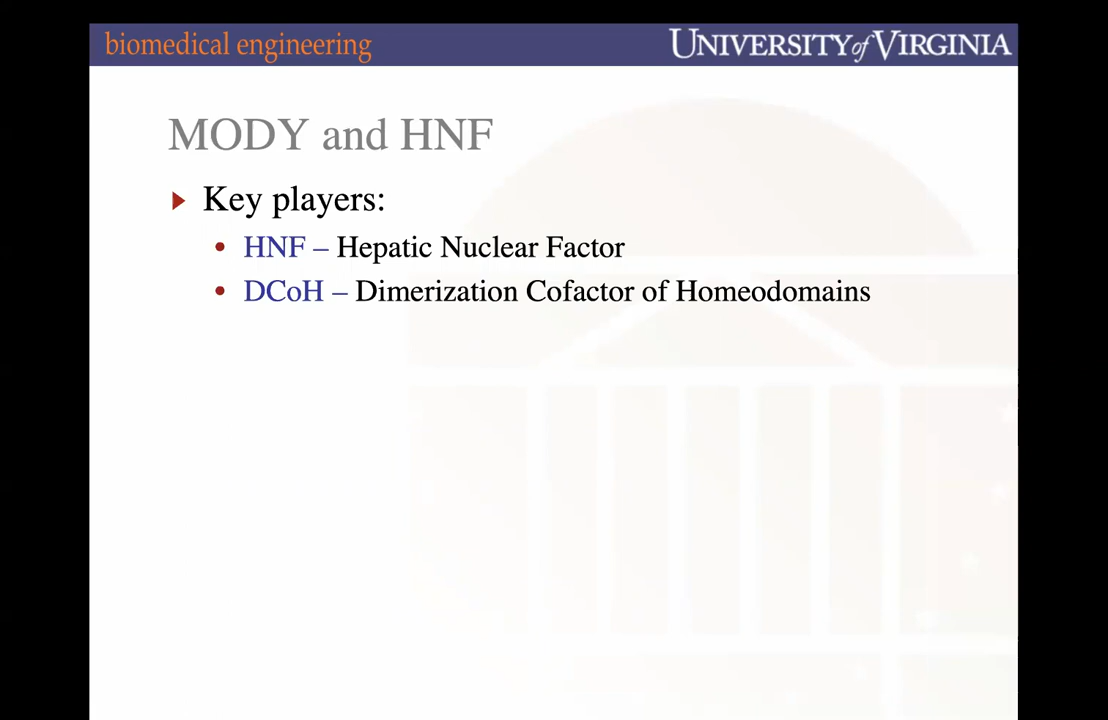 biomedical engineering
UNIVERSITY of VIRGINIA
MODY and HNF
Key players:
HNF – Hepatic Nuclear Factor
DCoH – Dimerization Cofactor of Homeodomains